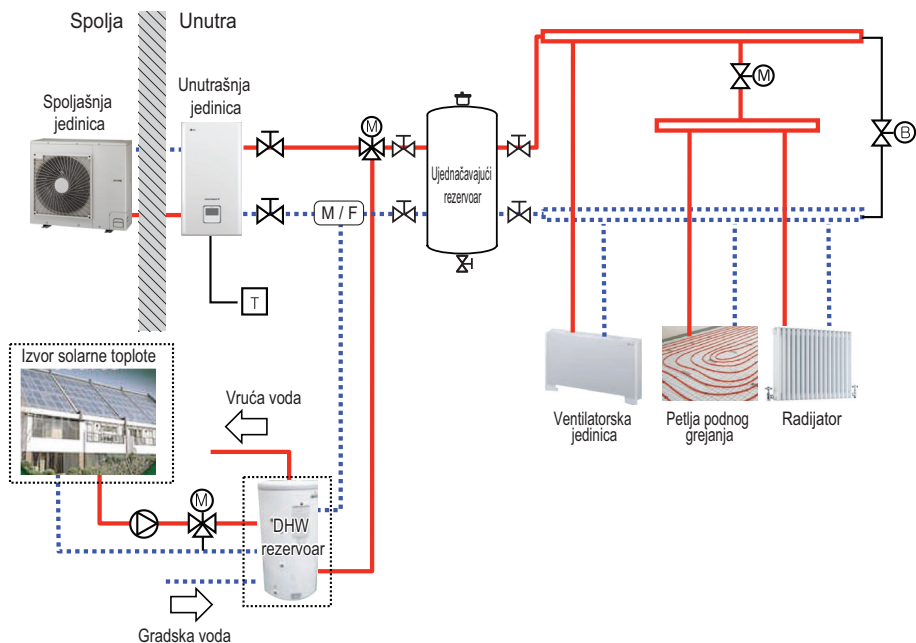 Spolja
Unutra
Spoljašnja
jedinica
Unutrašnja
jedinica
M
M
B
Ujednačavajući
rezervoar
M / F
T
Izvor solarne toplote
Vruća voda
Ventilatorska
jedinica
Petlja podnog
grejanja
Radijator
M
DHW
rezervoar
Gradska voda